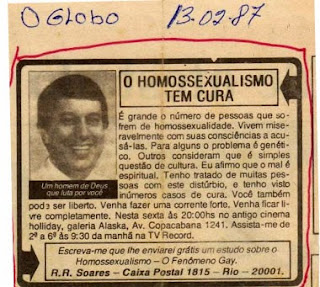 O GLOBO 13-02-87
O HOMOSSEXUALISMO
TEM CURA
É grande o número de pessoas que so-
frem de homossexualidade. Vivem mise-
ravelmente com suas consciências a acu-
sá-las. Para alguns o problema é genéti-
co. Outros consideram que é simples
questão de cultura. Eu afirmo que o mal é
espiritual. Tenho tratado de muitas pes-
soas com este distúrbio, e tenho visto
inúmeros casos de cura. Você também
Um homem de Deus
que luta por você
pode ser liberto. Venha fazer uma corrente forte. Venha ficar li-
vre completamente. Nesta sexta às 20:00hs no antigo cinema
holliday, galeria Alaska, Av. Copacabana 1241. Assista-me de
2ª a 6ª às 9:30 da manhã na TV Record.
Escreva-me que lhe enviarei grátis um estudo sobre o
Homossexualismo – O Fenômeno Gay.
R.R. Soares – Caixa Postal 1815 – Rio – 20001.